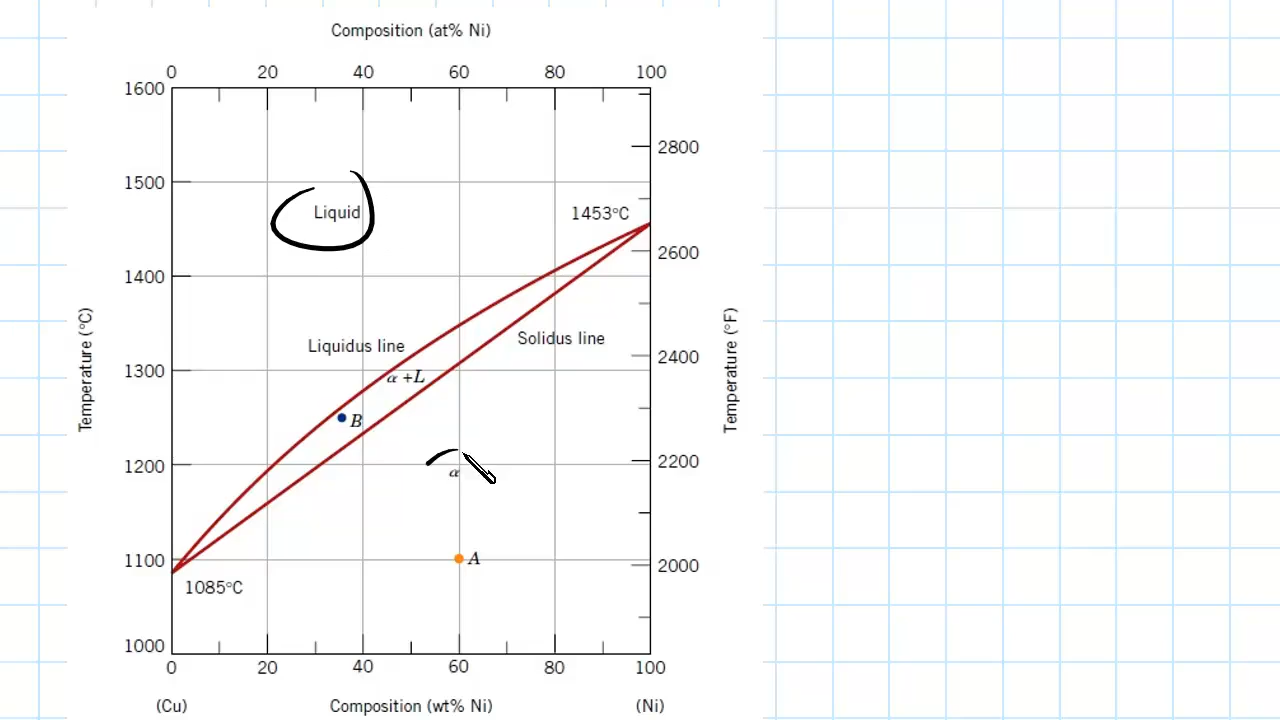 Composition (at% Ni)
0 20 40 60 80 100
1600
2800
1500
Liquid
1453°C
2600
1400
Temperature (°C)
Temperature (°F)
Liquidus line
Solidus line
2400
1300
α +L
B
1200
2200
α
1100
A
2000
1085°C
1000
0 20 40 60 80 100
(Cu) Composition (wt% Ni) (Ni)